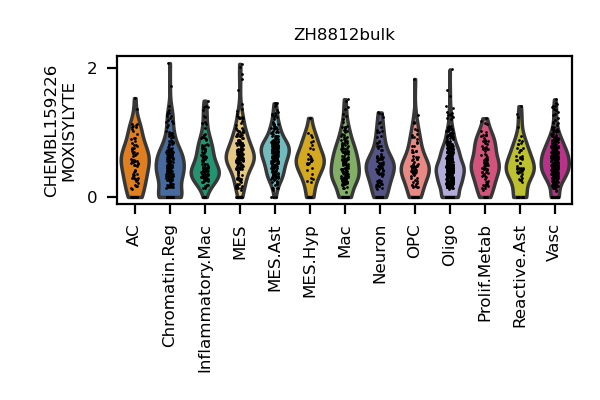 ZH8812bulk
CHEMBL159226
MOXISYLYTE
2
0
AC
Chromatin.Reg
Inflammatory.Mac
MES
MES.Ast
MES.Hyp
Mac
Neuron
OPC
Oligo
Prolif.Metab
Reactive.Ast
Vasc